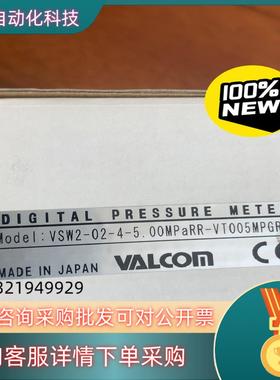 自动化科技
100%
NEW
DIGITAL PRESSURE METE
Model: VSW2-02-4-5.00MPaRR-VT005MPGR
MADE IN JAPAN VALCOM
321949929
咨询采购批发可对公开票
客服详情下单采购